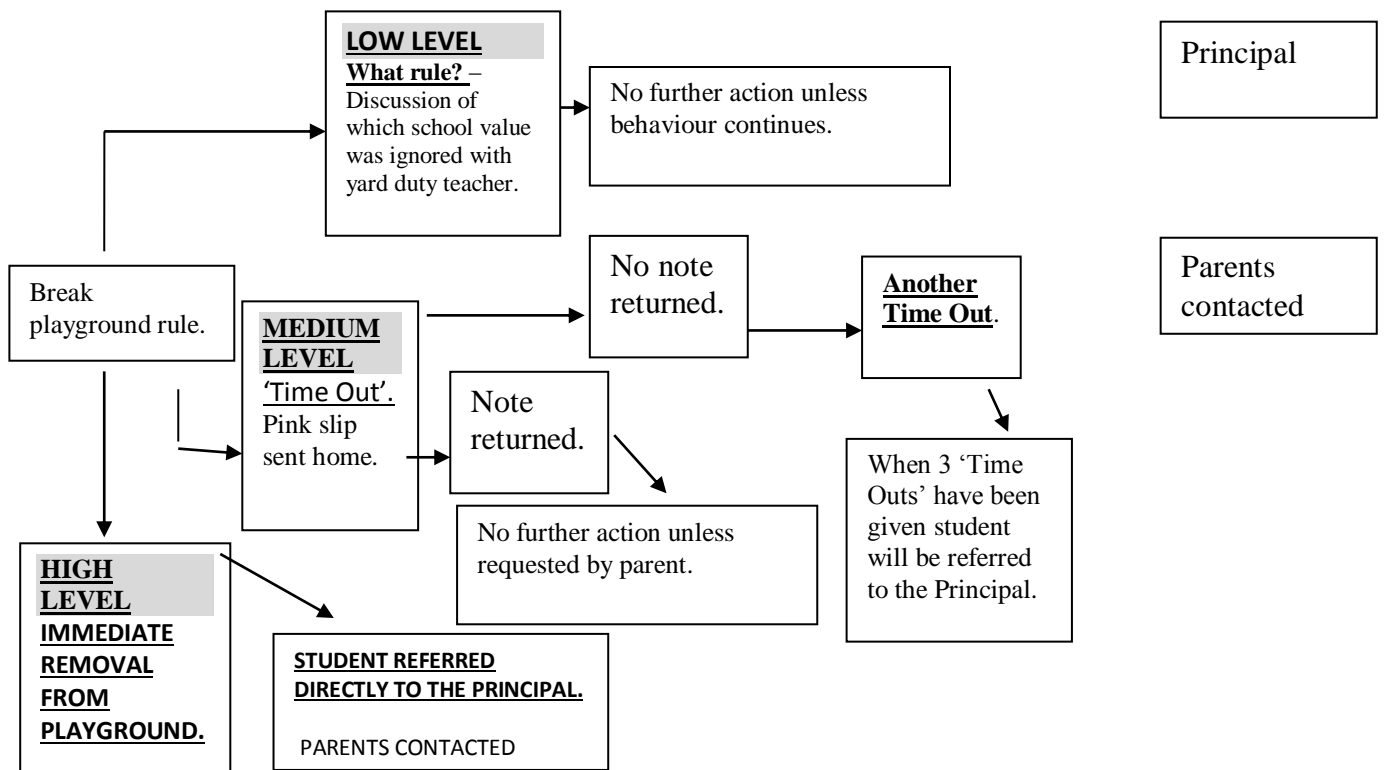 LOW LEVEL
What rule? –
Discussion of
which school value
was ignored with
yard duty teacher.
No further action unless
behaviour continues.
Principal
Break
playground rule.
MEDIUM
LEVEL
‘Time Out’.
Pink slip
sent home.
No note
returned.
Another
Time Out.
Parents
contacted
Note
returned.
When 3 ‘Time
Outs’ have been
given student
will be referred
to the Principal.
No further action unless
requested by parent.
HIGH
LEVEL
IMMEDIATE
REMOVAL
FROM
PLAYGROUND.
STUDENT REFERRED
DIRECTLY TO THE PRINCIPAL.
PARENTS CONTACTED